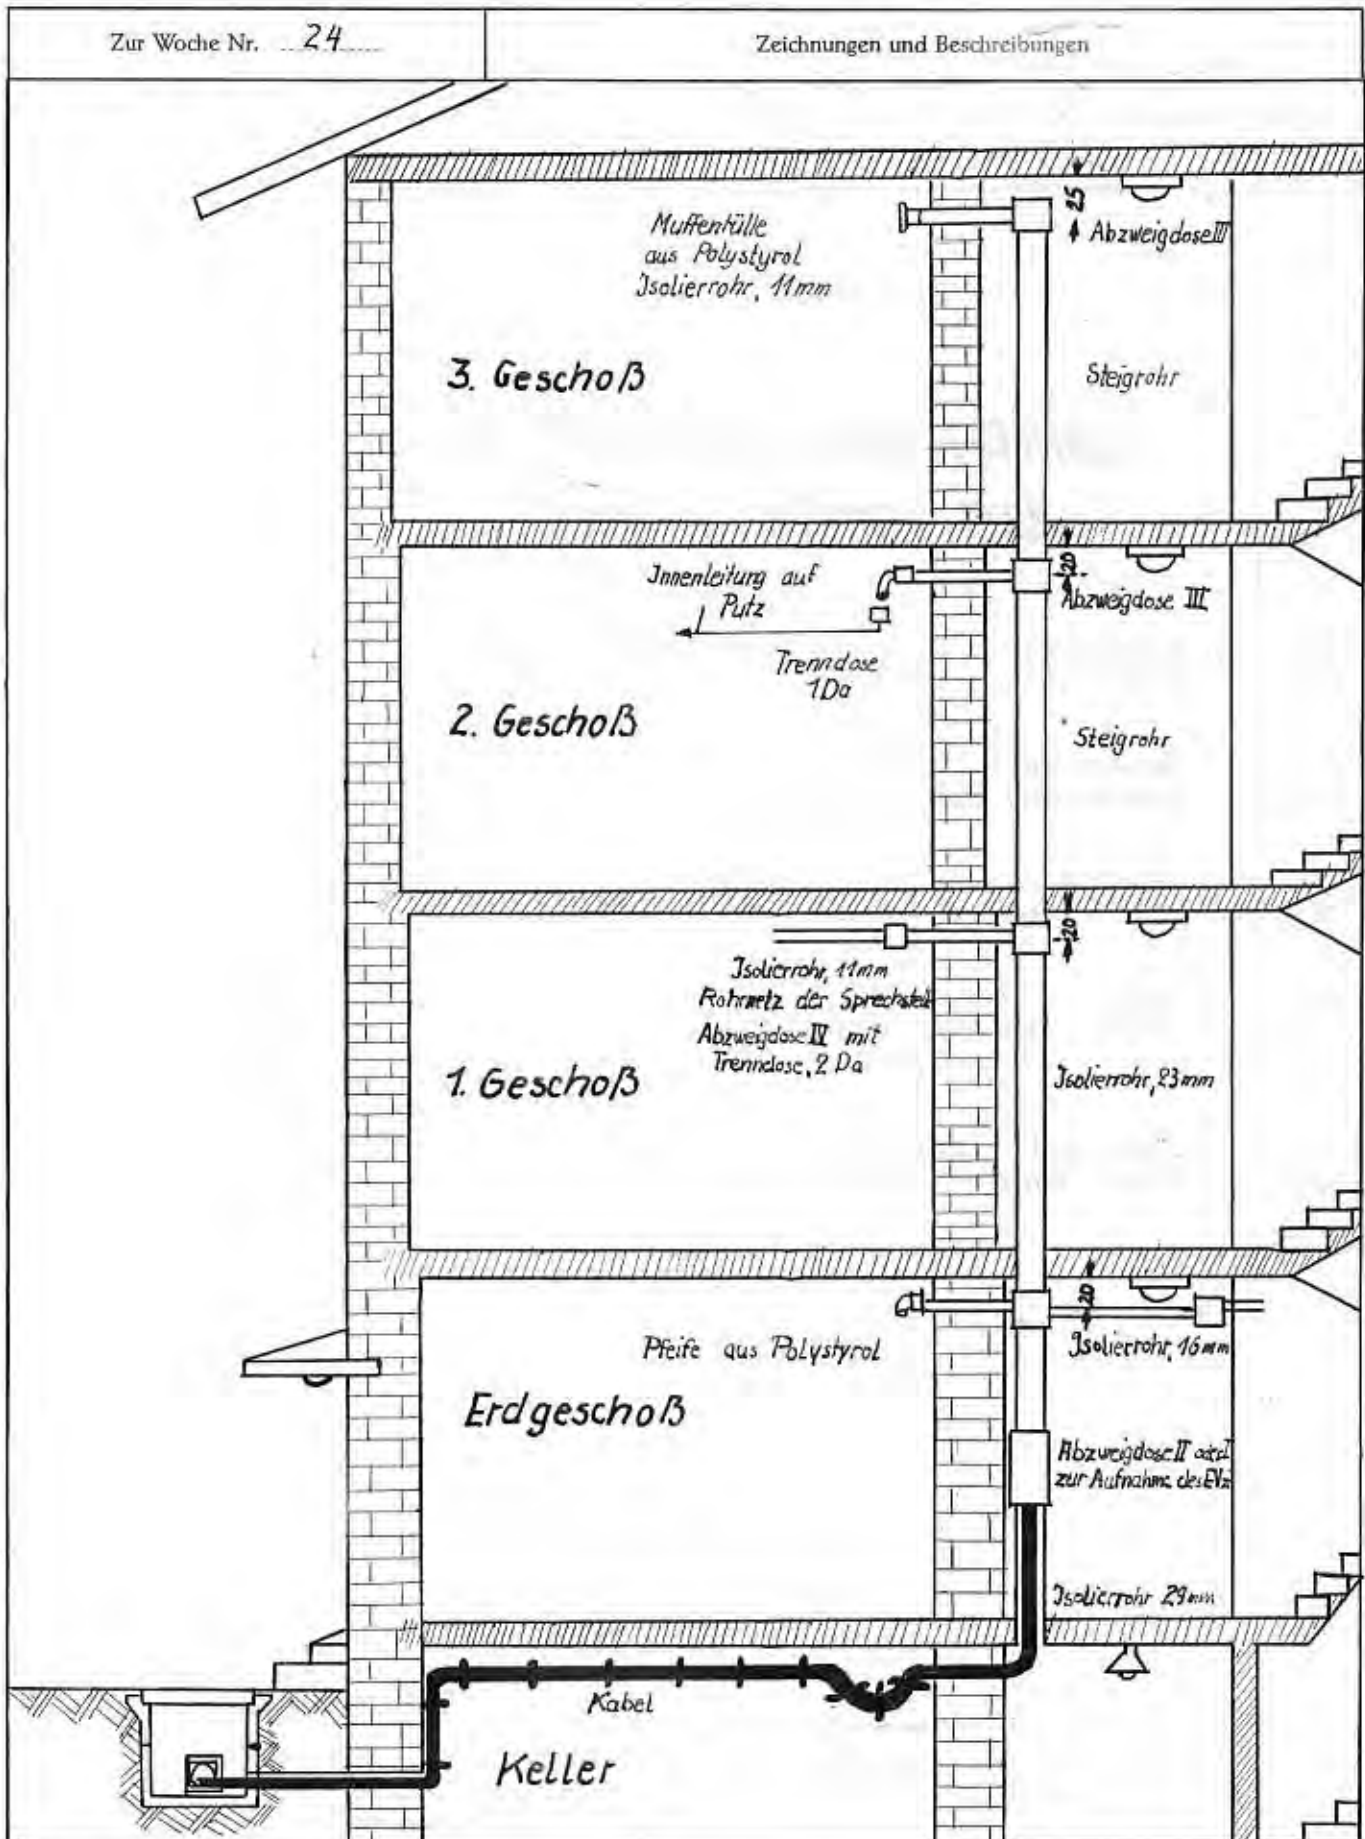 Zur Woche Nr. 24
Zeichnungen und Beschreibungen
Muffentülle
aus Polystyrol
Isolierrohr, 11mm
25
Abzweigdose III
3. Geschoß
Steigrohr
Innenleitung auf
Putz
20
Abzweigdose III
Trenndose
1Da
2. Geschoß
Steigrohr
20
Isolierrohr, 11mm
Rohrnetz der Sprechstell
Abzweigdose IV mit
Trenndose, 2 Da
1. Geschoß
Isolierrohr, 23mm
20
Pfeife aus Polystyrol
Isolierrohr, 16mm
Erdgeschoß
Abzweigdose II oder I
zur Aufnahme des EVz
Isolierrohr 29mm
Kabel
Keller